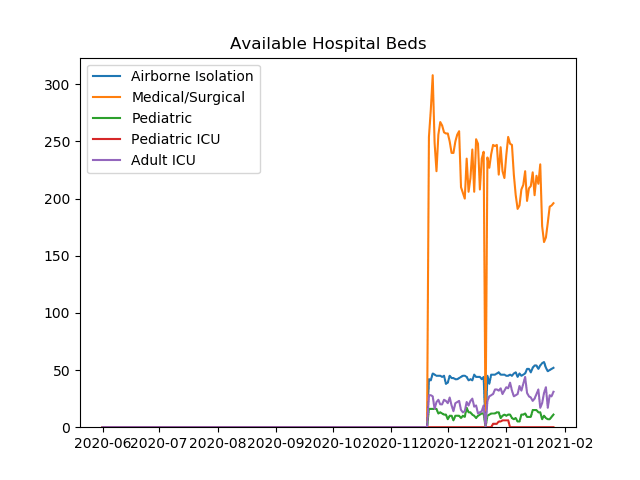 Available Hospital Beds
Airborne Isolation
Medical/Surgical
Pediatric
Pediatric ICU
Adult ICU
300
250
200
150
100
50
0
2020-06 2020-07 2020-08 2020-09 2020-10 2020-11 2020-12 2021-01 2021-02